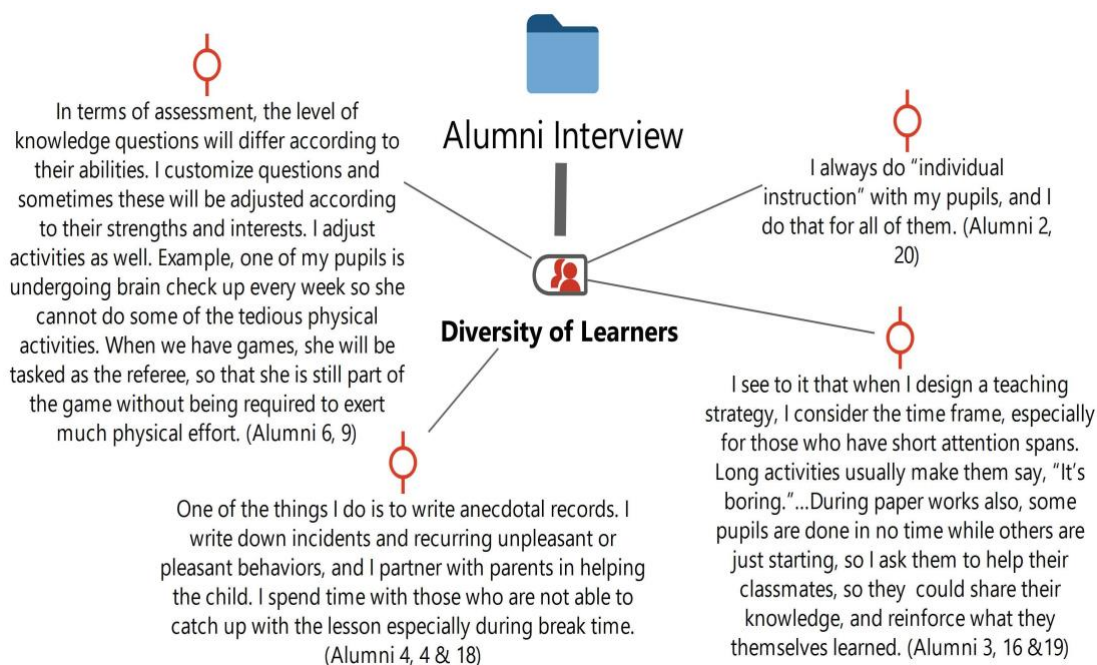 Alumni Interview
In terms of assessment, the level of
knowledge questions will differ according to
their abilities. I customize questions and
sometimes these will be adjusted according
to their strengths and interests. I adjust
activities as well. Example, one of my pupils is
undergoing brain check up every week so she
cannot do some of the tedious physical
activities. When we have games, she will be
tasked as the referee, so that she is still part of
the game without being required to exert
much physical effort. (Alumni 6, 9)
I always do “individual
instruction” with my pupils, and I
do that for all of them. (Alumni 2,
20)
Diversity of Learners
One of the things I do is to write anecdotal records. I
write down incidents and recurring unpleasant or
pleasant behaviors, and I partner with parents in helping
the child. I spend time with those who are not able to
catch up with the lesson especially during break time.
(Alumni 4, 4 & 18)
I see to it that when I design a teaching
strategy, I consider the time frame, especially
for those who have short attention spans.
Long activities usually make them say, “It’s
boring.”...During paper works also, some
pupils are done in no time while others are
just starting, so I ask them to help their
classmates, so they could share their
knowledge, and reinforce what they
themselves learned. (Alumni 3, 16 &19)